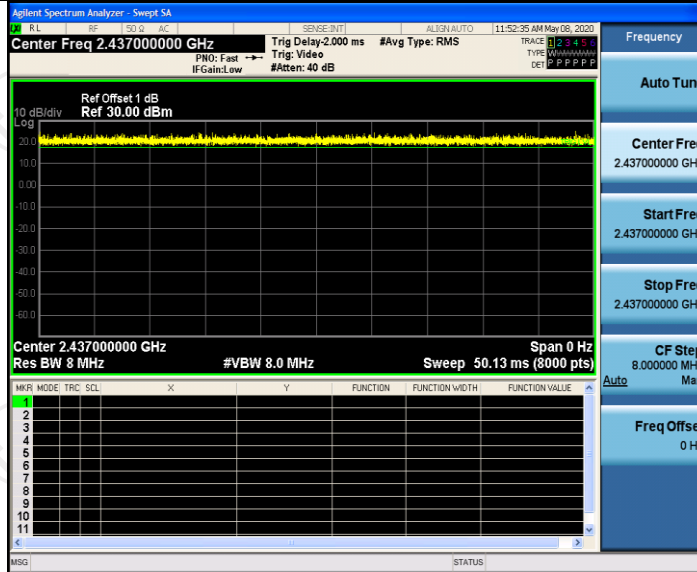 Agilent Spectrum Analyzer - Swept SA
RL RF 50 Ω AC SENSE:INT ALIGN AUTO 11:52:35 AM May 08, 2020
Center Freq 2.437000000 GHz
PNO: Fast
IFGain:Low
Trig Delay-2.000 ms
Trig: Video
#Atten: 40 dB
#Avg Type: RMS
TRACE 1 2 3 4 5 6
TYPE
DET P P P P P P
Ref Offset 1 dB
10 dB/div Ref 30.00 dBm
Log
20.0
10.0
0.00
-10.0
-20.0
-30.0
-40.0
-50.0
-60.0
Center 2.437000000 GHz Span 0 Hz
Res BW 8 MHz #VBW 8.0 MHz Sweep 50.13 ms (8000 pts)
MKR MODE TRC SCL X Y FUNCTION FUNCTION WIDTH FUNCTION VALUE
1
2
3
4
5
6
7
8
9
10
11
MSG STATUS
Frequency
Auto Tun
Center Fre
2.437000000 GH
Start Fre
2.437000000 GH
Stop Fre
2.437000000 GH
CF Ste
8.000000 MH
Auto Ma
Freq Offse
0 H